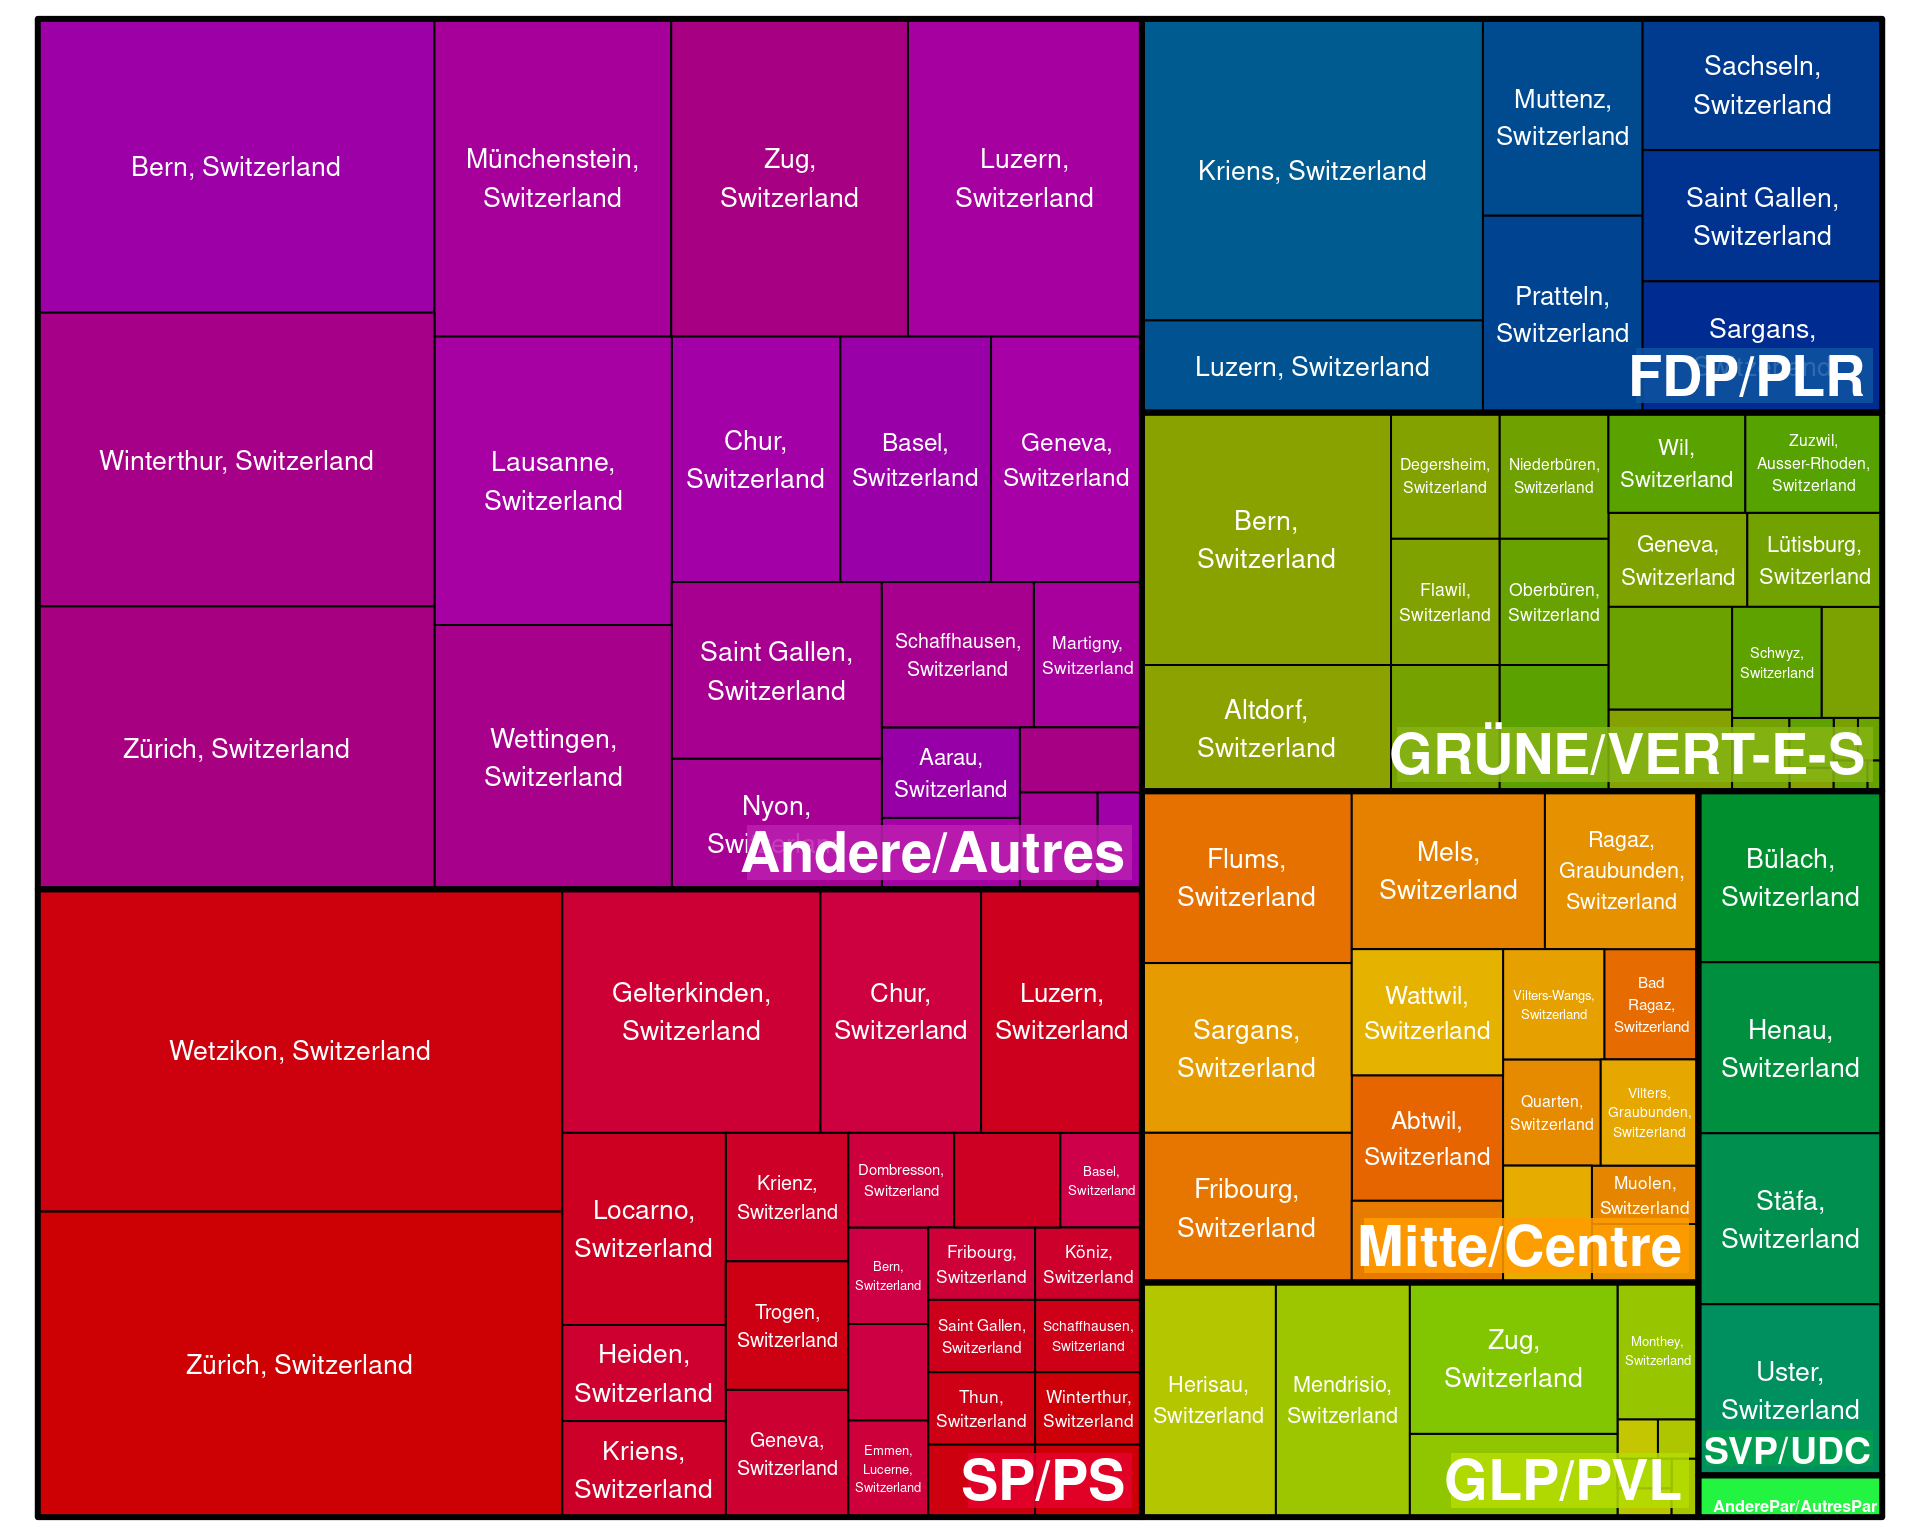 Bern, Switzerland
Winterthur, Switzerland
Zürich, Switzerland
Münchenstein,
Switzerland
Zug,
Switzerland
Luzern,
Switzerland
Lausanne,
Switzerland
Wettingen,
Switzerland
Chur,
Switzerland
Basel,
Switzerland
Geneva,
Switzerland
Saint Gallen,
Switzerland
Schaffhausen,
Switzerland
Martigny,
Switzerland
Nyon,
Aarau,
Switzerland
Andere/Autres
Wetzikon, Switzerland
Zürich, Switzerland
Gelterkinden,
Switzerland
Chur,
Switzerland
Luzern,
Switzerland
Locarno,
Switzerland
Heiden,
Switzerland
Kriens,
Switzerland
Krienz,
Switzerland
Trogen,
Switzerland
Geneva,
Switzerland
Dombresson,
Switzerland
Basel,
Switzerland
Bern,
Switzerland
Emmen,
Lucerne,
Switzerland
Fribourg,
Switzerland
Köniz,
Switzerland
Saint Gallen,
Switzerland
Schaffhausen,
Switzerland
Thun,
Switzerland
Winterthur,
Switzerland
SP/PS
Kriens, Switzerland
Luzern, Switzerland
Muttenz,
Switzerland
Pratteln,
Switzerland
Sachseln,
Switzerland
Saint Gallen,
Switzerland
Sargans,
FDP/PLR
Bern,
Switzerland
Altdorf,
Switzerland
Degersheim,
Switzerland
Niederbüren,
Switzerland
Flawil,
Switzerland
Oberbüren,
Switzerland
Wil,
Switzerland
Zuzwil,
Ausser-Rhoden,
Switzerland
Geneva,
Switzerland
Lütisburg,
Switzerland
Schwyz,
Switzerland
GRÜNE/VERT-E-S
Flums,
Switzerland
Sargans,
Switzerland
Fribourg,
Switzerland
Mels,
Switzerland
Ragaz,
Graubunden,
Switzerland
Wattwil,
Switzerland
Abtwil,
Switzerland
Vilters-Wangs,
Switzerland
Bad
Ragaz,
Switzerland
Quarten,
Switzerland
Vilters,
Graubunden,
Switzerland
Muolen,
Switzerland
Mitte/Centre
Herisau,
Switzerland
Mendrisio,
Switzerland
Zug,
Switzerland
Monthey,
Switzerland
GLP/PVL
Bülach,
Switzerland
Henau,
Switzerland
Stäfa,
Switzerland
Uster,
Switzerland
SVP/UDC
AnderePar/AutresPar